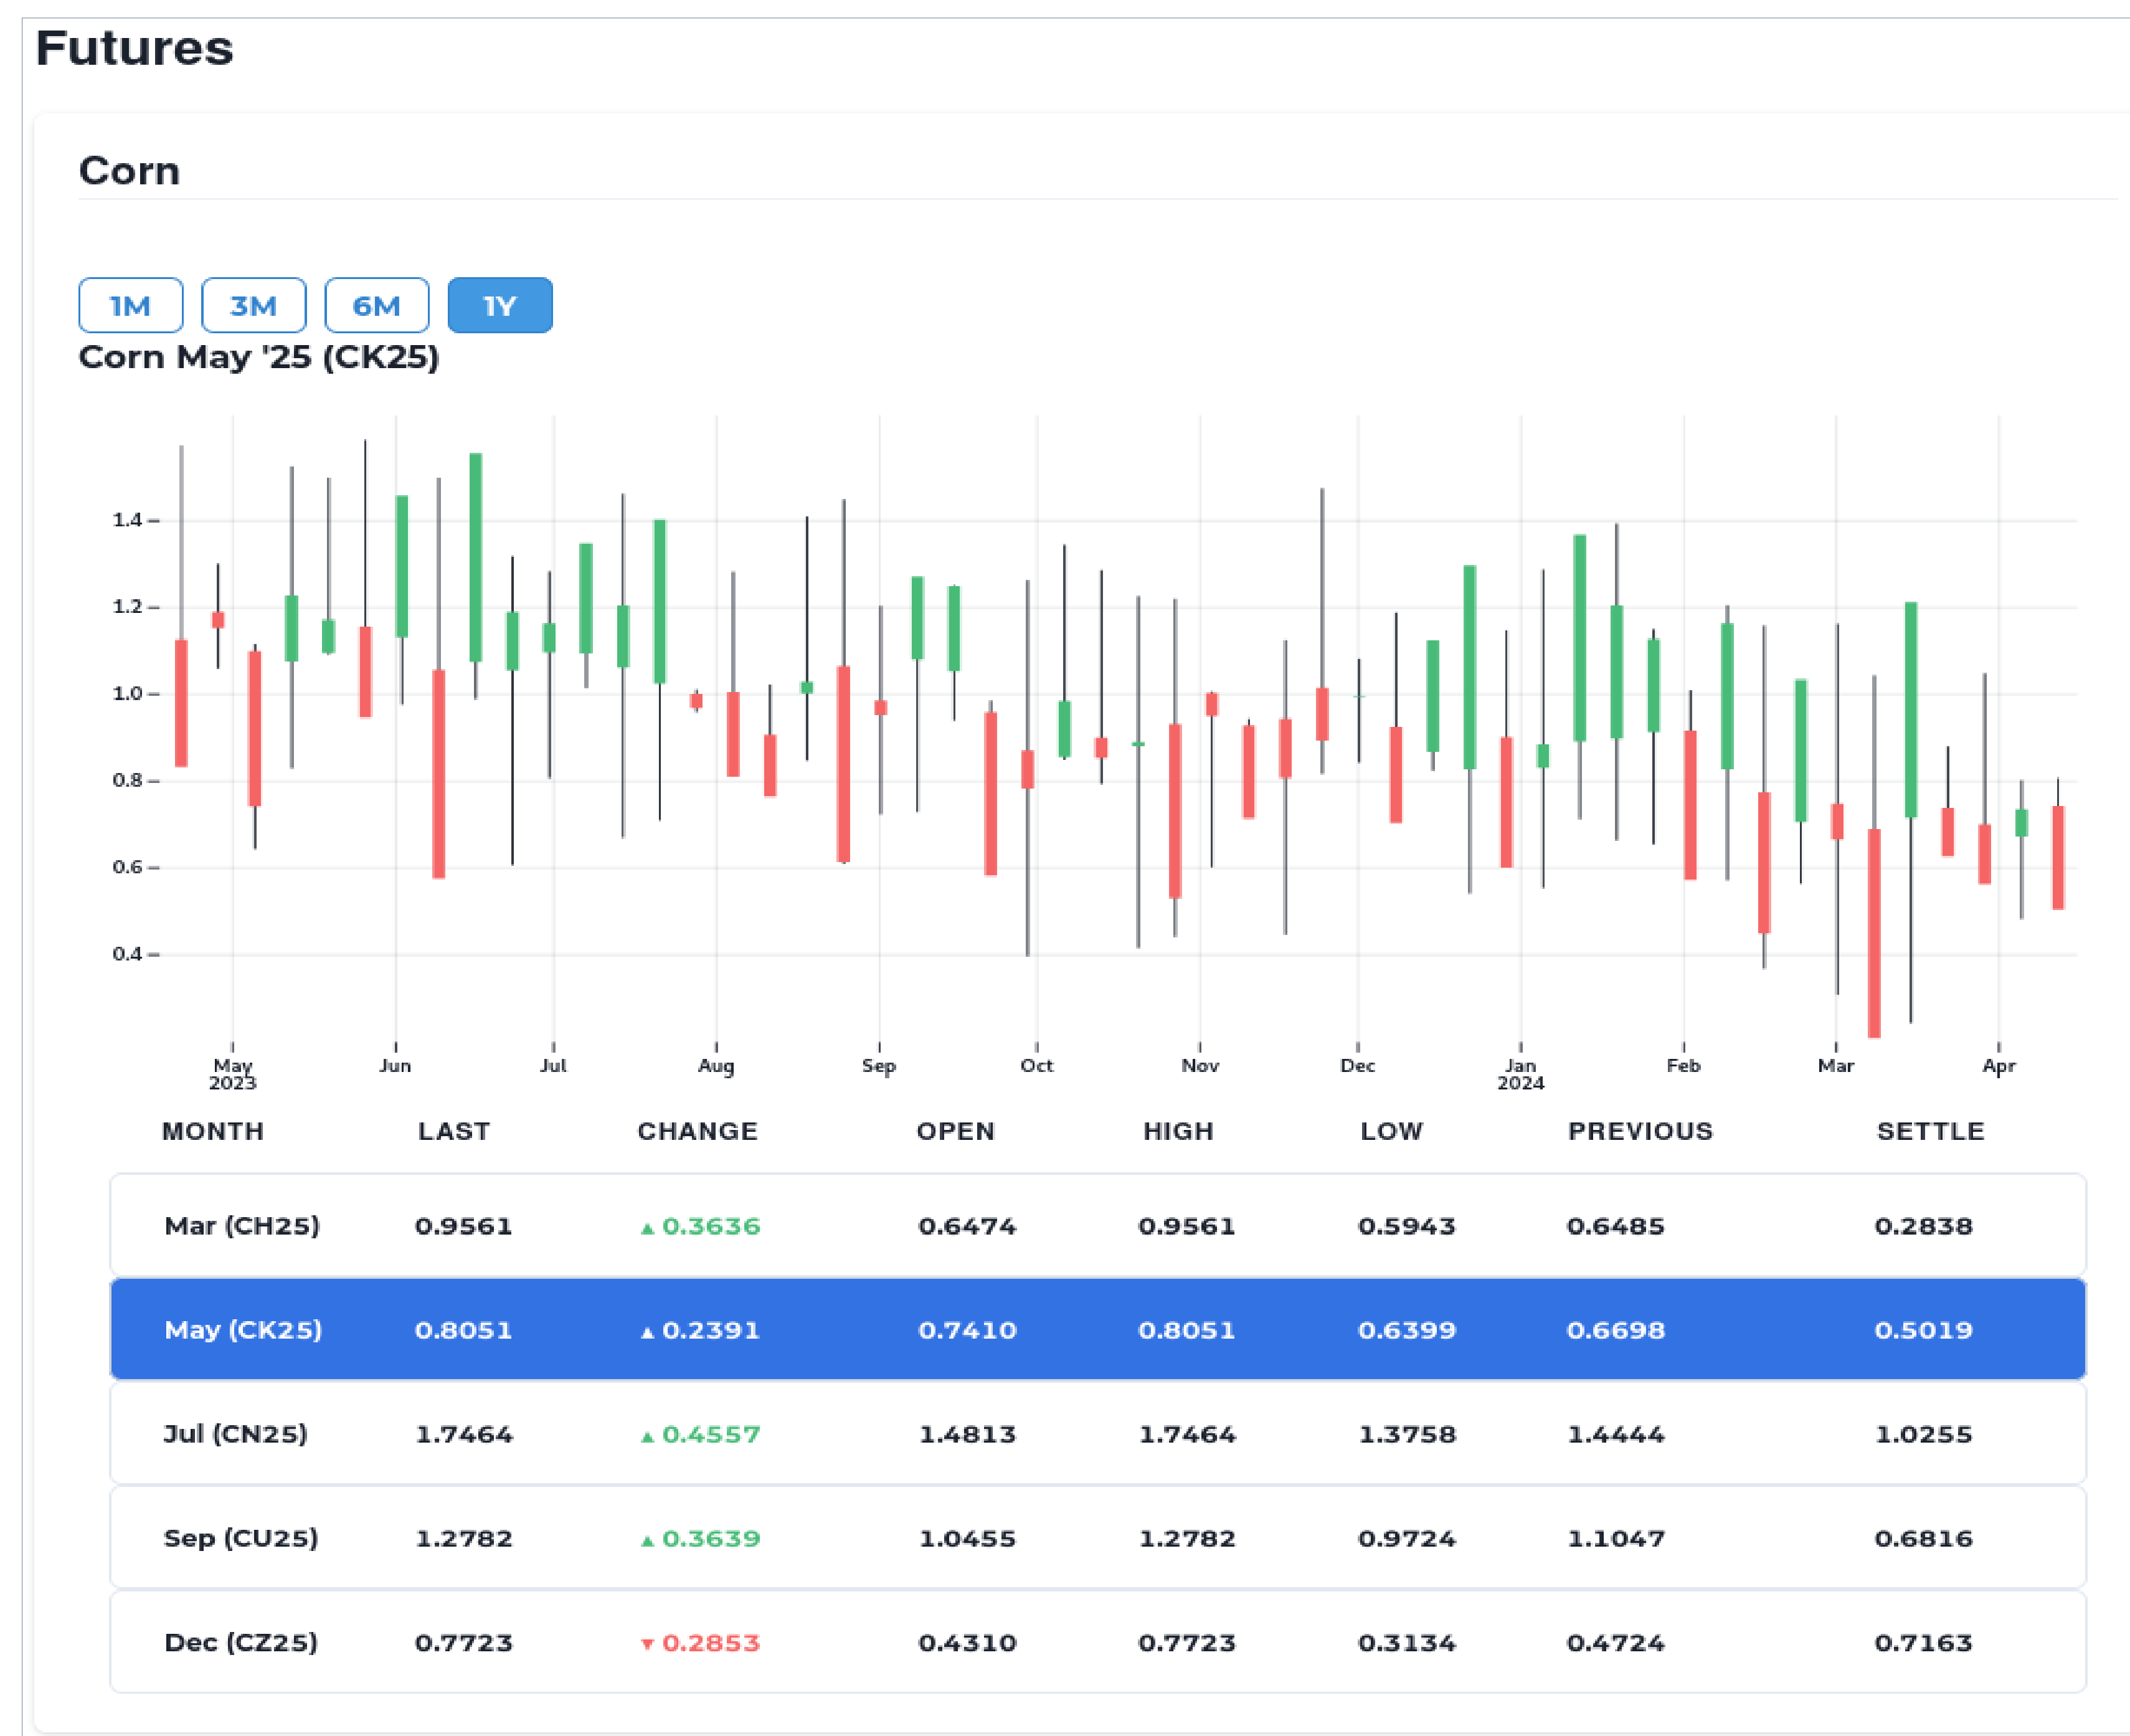 Futures
Corn
1M 3M 6M 1Y
Corn May '25 (CK25)
1.4
1.2
1.0
0.8
0.6
0.4
May Jun Jul Aug Sep Oct Nov Dec Jan Feb Mar Apr
2023 2024
MONTH LAST CHANGE OPEN HIGH LOW PREVIOUS SETTLE
Mar (CH25) 0.9561 ▲ 0.3636 0.6474 0.9561 0.5943 0.6485 0.2838
May (CK25) 0.8051 ▲ 0.2391 0.7410 0.8051 0.6399 0.6698 0.5019
Jul (CN25) 1.7464 ▲ 0.4557 1.4813 1.7464 1.3758 1.4444 1.0255
Sep (CU25) 1.2782 ▲ 0.3639 1.0455 1.2782 0.9724 1.1047 0.6816
Dec (CZ25) 0.7723 ▼ 0.2853 0.4310 0.7723 0.3134 0.4724 0.7163